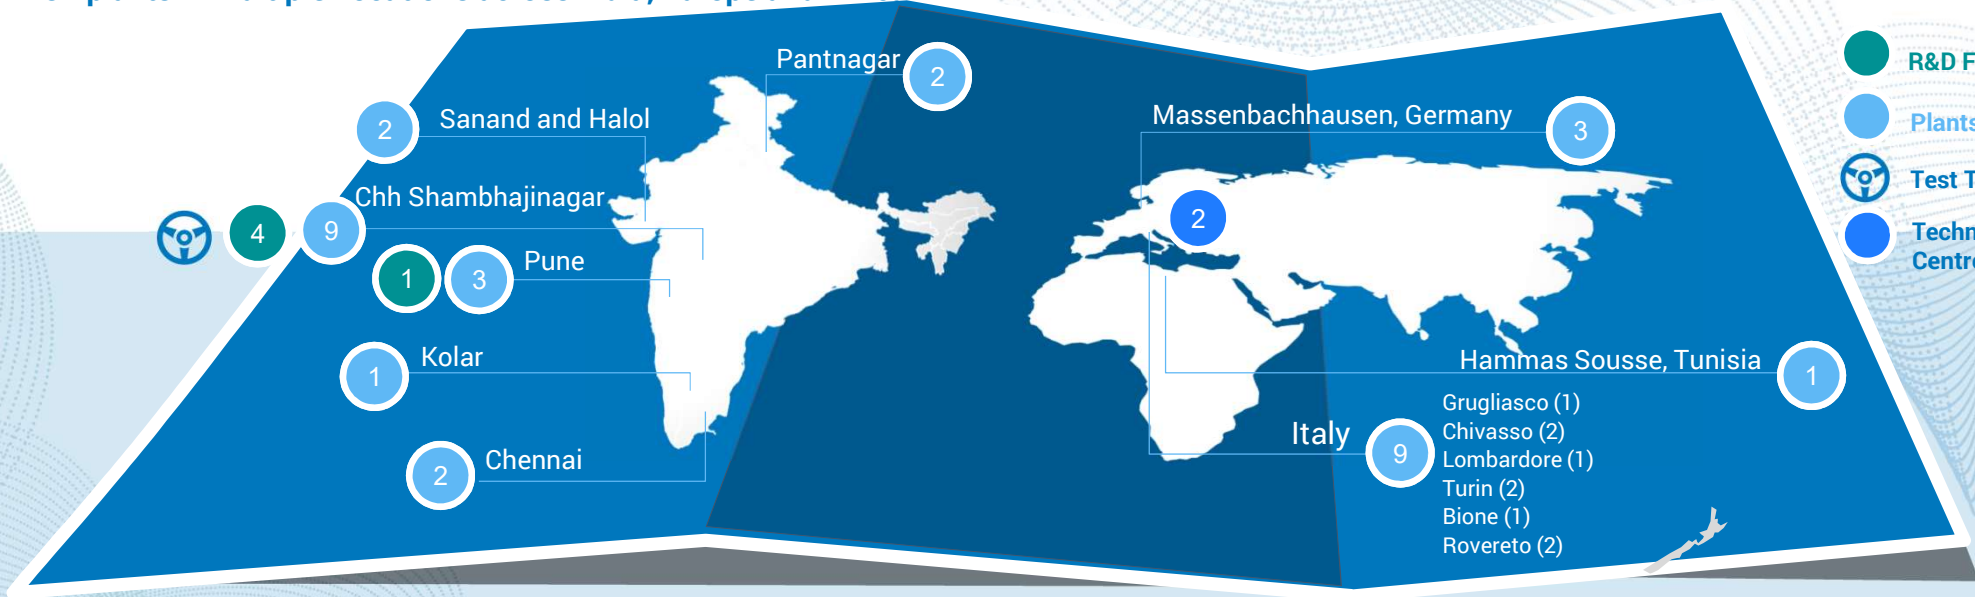 Pantnagar 2
2 Sanand and Halol
Massenbachhausen, Germany 3
Chh Shambhajinagar
4 9
2
1 3 Pune
1 Kolar
Hammas Sousse, Tunisia 1
2 Chennai
Italy 9
Grugliasco (1)
Chivasso (2)
Lombardore (1)
Turin (2)
Bione (1)
Rovereto (2)
R&D
Plants
Test